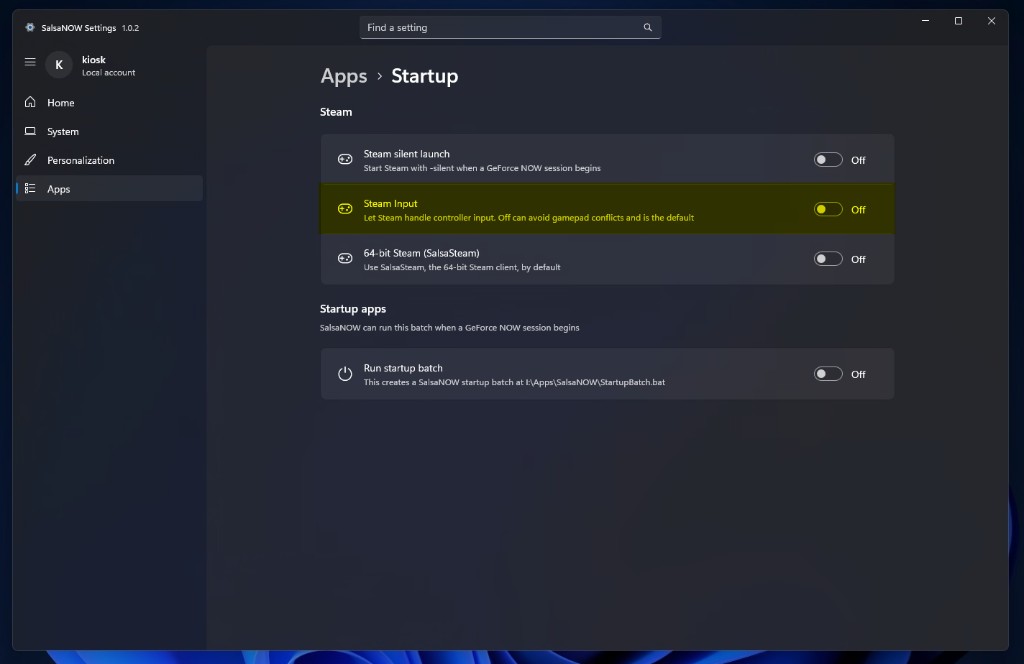 SalsaNOW Settings 1.0.2
Find a setting
K
kiosk
Local account
Home
System
Personalization
Apps
Apps › Startup
Steam
Steam silent launch
Start Steam with -silent when a GeForce NOW session begins
Off
Steam Input
Let Steam handle controller input. Off can avoid gamepad conflicts and is the default
Off
64-bit Steam (SalsaSteam)
Use SalsaSteam, the 64-bit Steam client, by default
Off
Startup apps
SalsaNOW can run this batch when a GeForce NOW session begins
Run startup batch
This creates a SalsaNOW startup batch at I:\Apps\SalsaNOW\StartupBatch.bat
Off